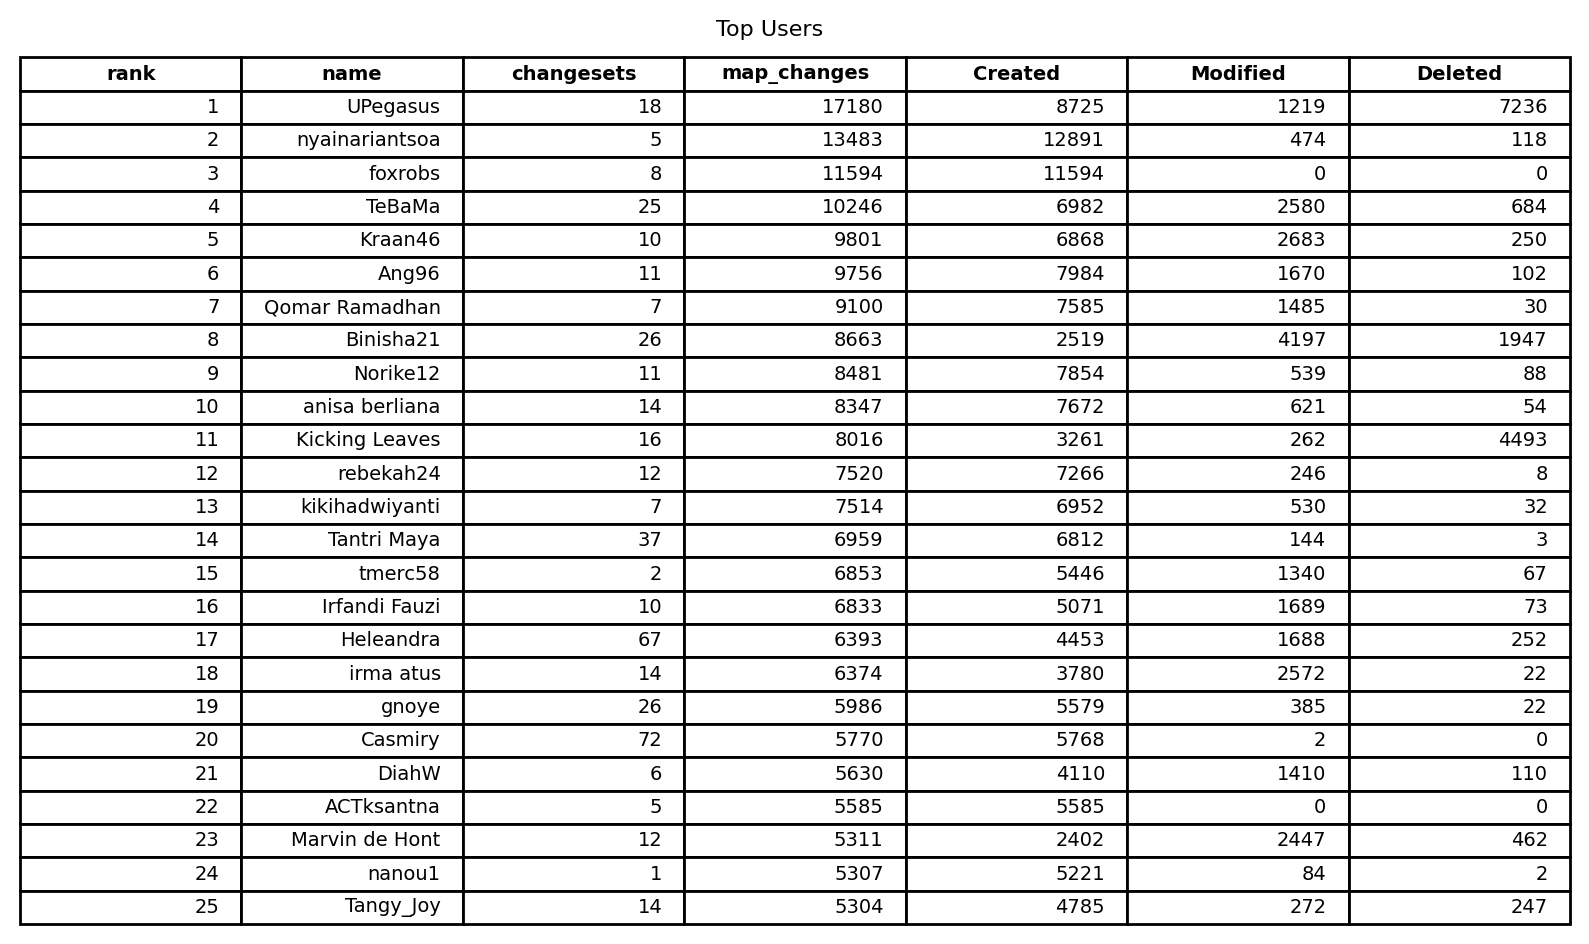 Top Users
rank name changesets map_changes Created Modified Deleted
1 UPegasus 18 17180 8725 1219 7236
2 nyainariantsoa 5 13483 12891 474 118
3 foxrobs 8 11594 11594 0 0
4 TeBaMa 25 10246 6982 2580 684
5 Kraan46 10 9801 6868 2683 250
6 Ang96 11 9756 7984 1670 102
7 Qomar Ramadhan 7 9100 7585 1485 30
8 Binisha21 26 8663 2519 4197 1947
9 Norike12 11 8481 7854 539 88
10 anisa berliana 14 8347 7672 621 54
11 Kicking Leaves 16 8016 3261 262 4493
12 rebekah24 12 7520 7266 246 8
13 kikihadwiyanti 7 7514 6952 530 32
14 Tantri Maya 37 6959 6812 144 3
15 tmerc58 2 6853 5446 1340 67
16 Irfandi Fauzi 10 6833 5071 1689 73
17 Heleandra 67 6393 4453 1688 252
18 irma atus 14 6374 3780 2572 22
19 gnoye 26 5986 5579 385 22
20 Casmiry 72 5770 5768 2 0
21 DiahW 6 5630 4110 1410 110
22 ACTksantna 5 5585 5585 0 0
23 Marvin de Hont 12 5311 2402 2447 462
24 nanou1 1 5307 5221 84 2
25 Tangy_Joy 14 5304 4785 272 247